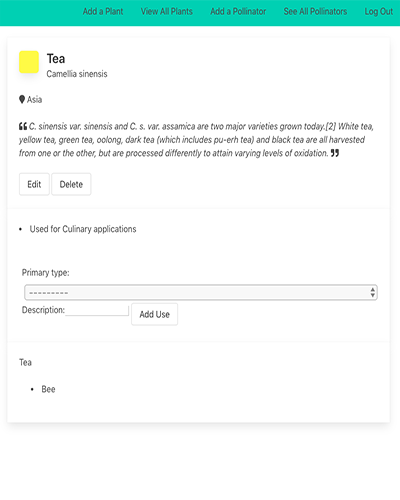 Add a Plant View All Plants Add a Pollinator See All Pollinators Log Out
Tea
Camellia sinensis
Asia
❝ C. sinensis var. sinensis and C. s. var. assamica are two major varieties grown today.[2] White tea,
yellow tea, green tea, oolong, dark tea (which includes pu-erh tea) and black tea are all harvested
from one or the other, but are processed differently to attain varying levels of oxidation. ❞
Edit Delete
• Used for Culinary applications
Primary type:
---------
Description: Add Use
Tea
• Bee